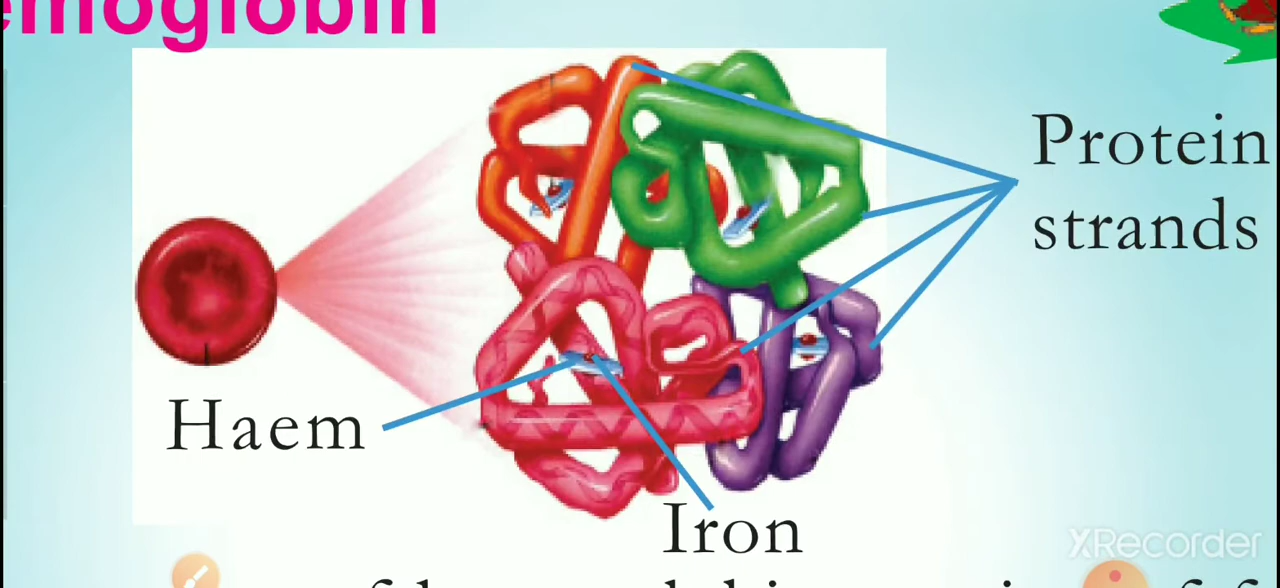 emoglobin
Protein
strands
Haem
Iron
XRecorder